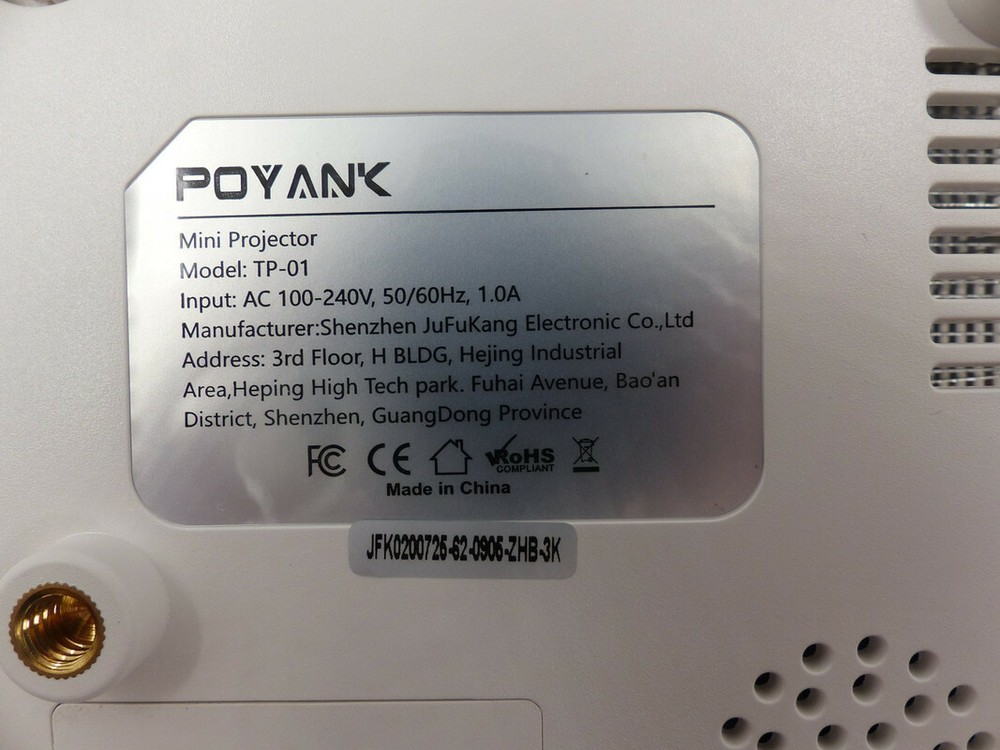 POYANK
Mini Projector
Model: TP-01
Input: AC 100-240V, 50/60Hz, 1.0A
Manufacturer:Shenzhen JuFuKang Electronic Co.,Ltd
Address: 3rd Floor, H BLDG, Hejing Industrial
Area,Heping High Tech park. Fuhai Avenue, Bao'an
District, Shenzhen, GuangDong Province
FC CE RoHS
COMPLIANT
Made in China
JFK0200725-62-0905-ZHB-3K